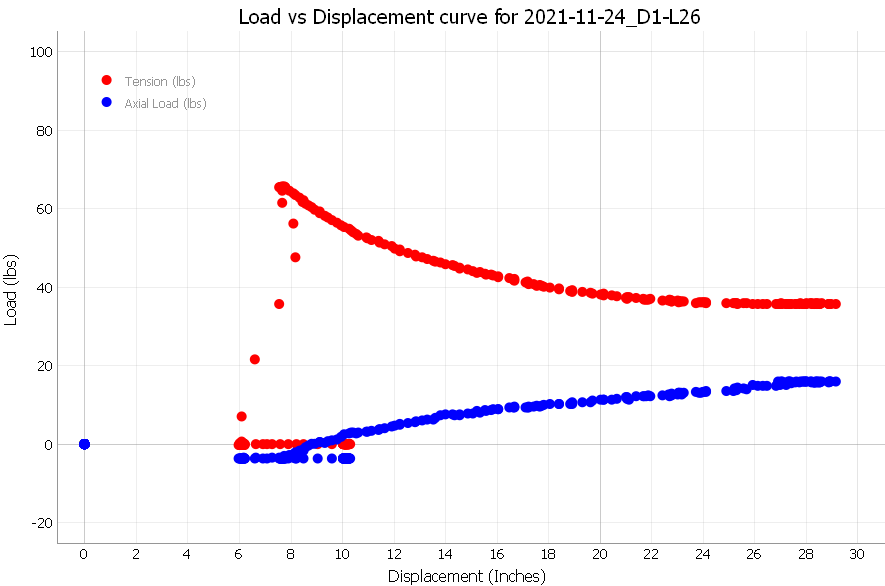 Load vs Displacement curve for 2021-11-24_D1-L26
100
80
60
40
20
0
-20
Load (lbs)
Tension (lbs)
Axial Load (lbs)
0 2 4 6 8 10 12 14 16 18 20 22 24 26 28 30
Displacement (Inches)